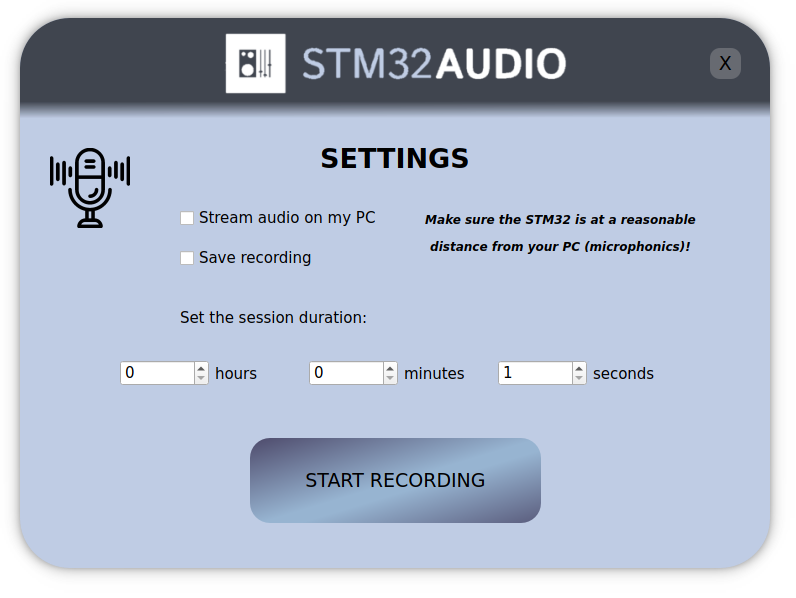 STM32AUDIO
X
SETTINGS
Stream audio on my PC
Make sure the STM32 is at a reasonable
distance from your PC (microphonics)!
Save recording
Set the session duration:
0 hours 0 minutes 1 seconds
START RECORDING